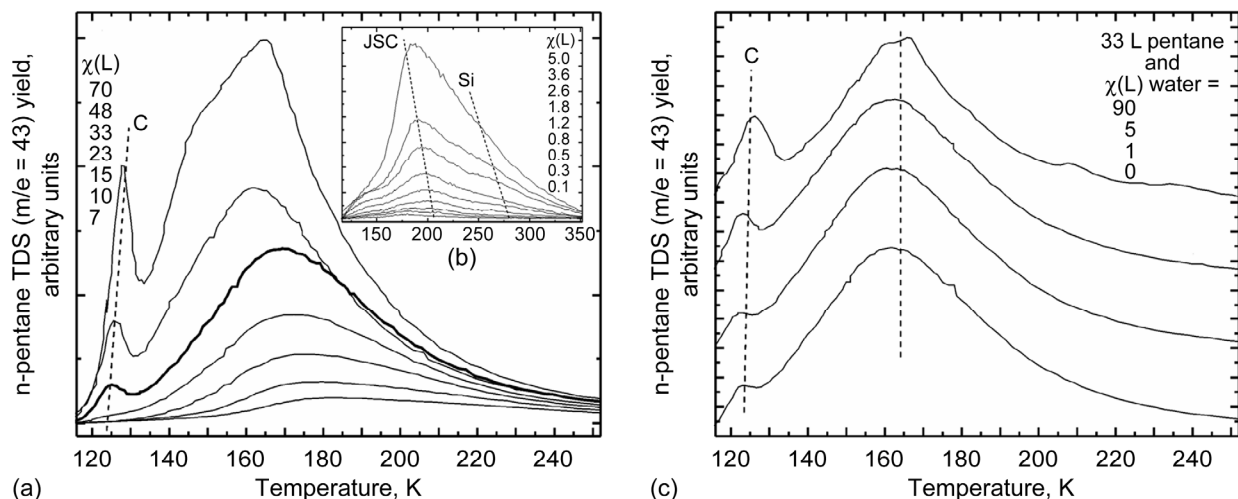 n-pentane TDS (m/e = 43) yield,
arbitrary units
χ(L)
70
48
33
23
15
10
7
C
120 140 160 180 200 220 240
Temperature, K
(a)
JSC
Si
χ(L)
5.0
3.6
2.6
1.8
1.2
0.8
0.5
0.3
0.1
150 200 250 300 350
(b)
n-pentane TDS (m/e = 43) yield,
arbitrary units
C
33 L pentane
and
χ(L) water =
90
5
1
0
120 140 160 180 200 220 240
Temperature, K
(c)